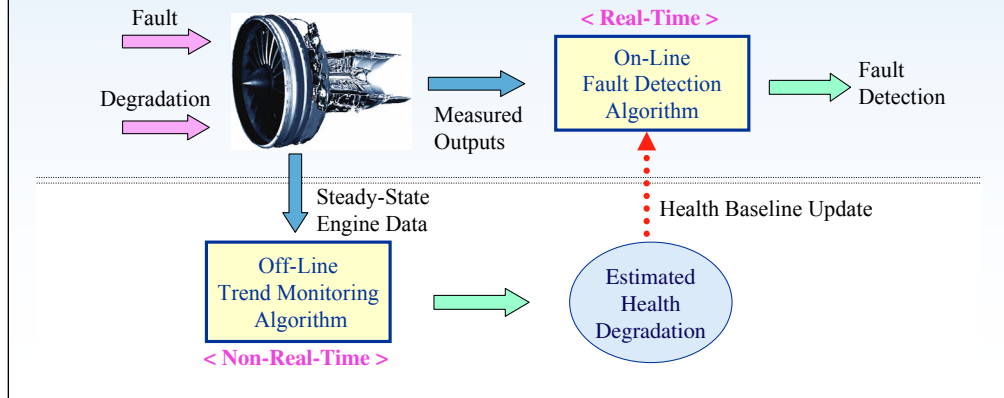 Fault
Degradation
< Real-Time >
On-Line
Fault Detection
Algorithm
Fault
Detection
Measured
Outputs
Steady-State
Engine Data
Health Baseline Update
Off-Line
Trend Monitoring
Algorithm
< Non-Real-Time >
Estimated
Health
Degradation